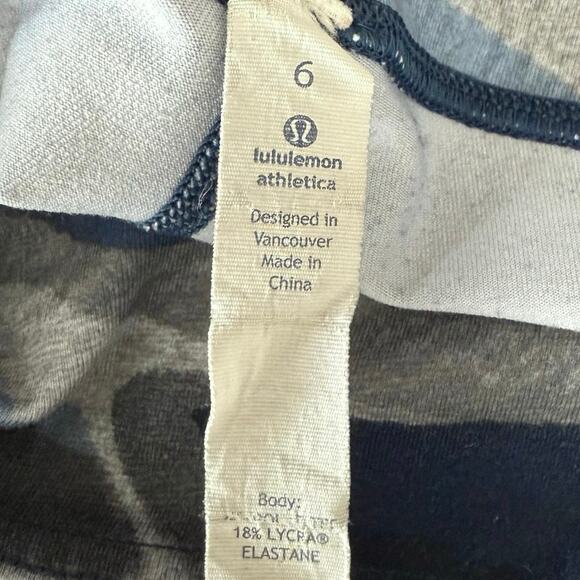 6
lululemon
athletica
Designed in
Vancouver
Made in
China
Body:
18% LYCRA®
ELASTANE